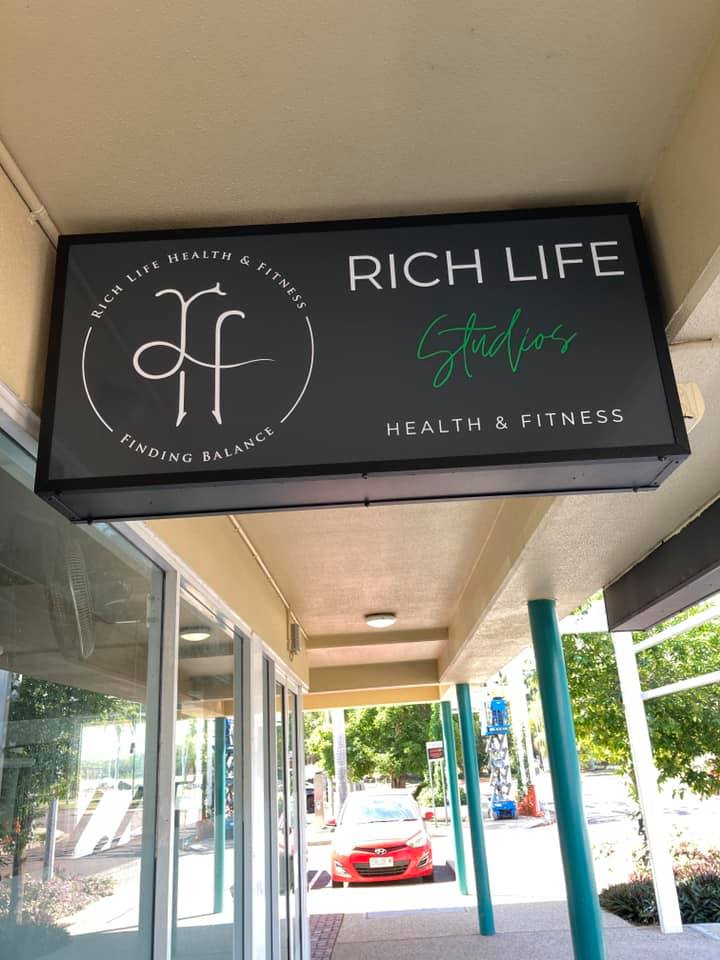 RICH LIFE HEALTH & FITNESS
FINDING BALANCE
RICH LIFE
Studios
HEALTH & FITNESS